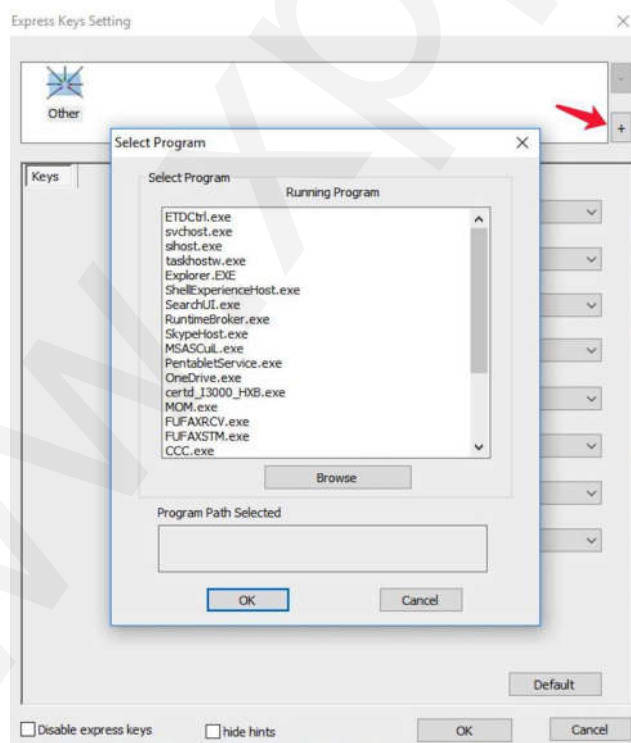 Express Keys Setting
Other
-
+
Select Program
Keys
Select Program
Running Program
ETDCtrl.exe
svchost.exe
sihost.exe
taskhostw.exe
Explorer.EXE
ShellExperienceHost.exe
SearchUI.exe
RuntimeBroker.exe
SkypeHost.exe
MSASCuiL.exe
PentabletService.exe
OneDrive.exe
certd_I3000_HXB.exe
MOM.exe
FUFAXRCV.exe
FUFAXSTM.exe
CCC.exe
Browse
Program Path Selected
OK Cancel
Default
Disable express keys hide hints OK Cancel